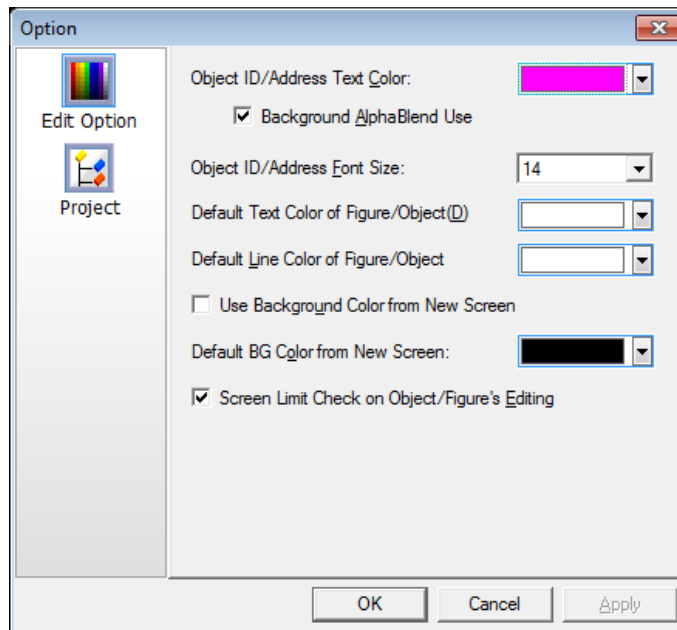 Option
Edit Option
Project
Object ID/Address Text Color:
Background AlphaBlend Use
Object ID/Address Font Size: 14
Default Text Color of Figure/Object(D)
Default Line Color of Figure/Object
Use Background Color from New Screen
Default BG Color from New Screen:
Screen Limit Check on Object/Figure's Editing
OK Cancel Apply